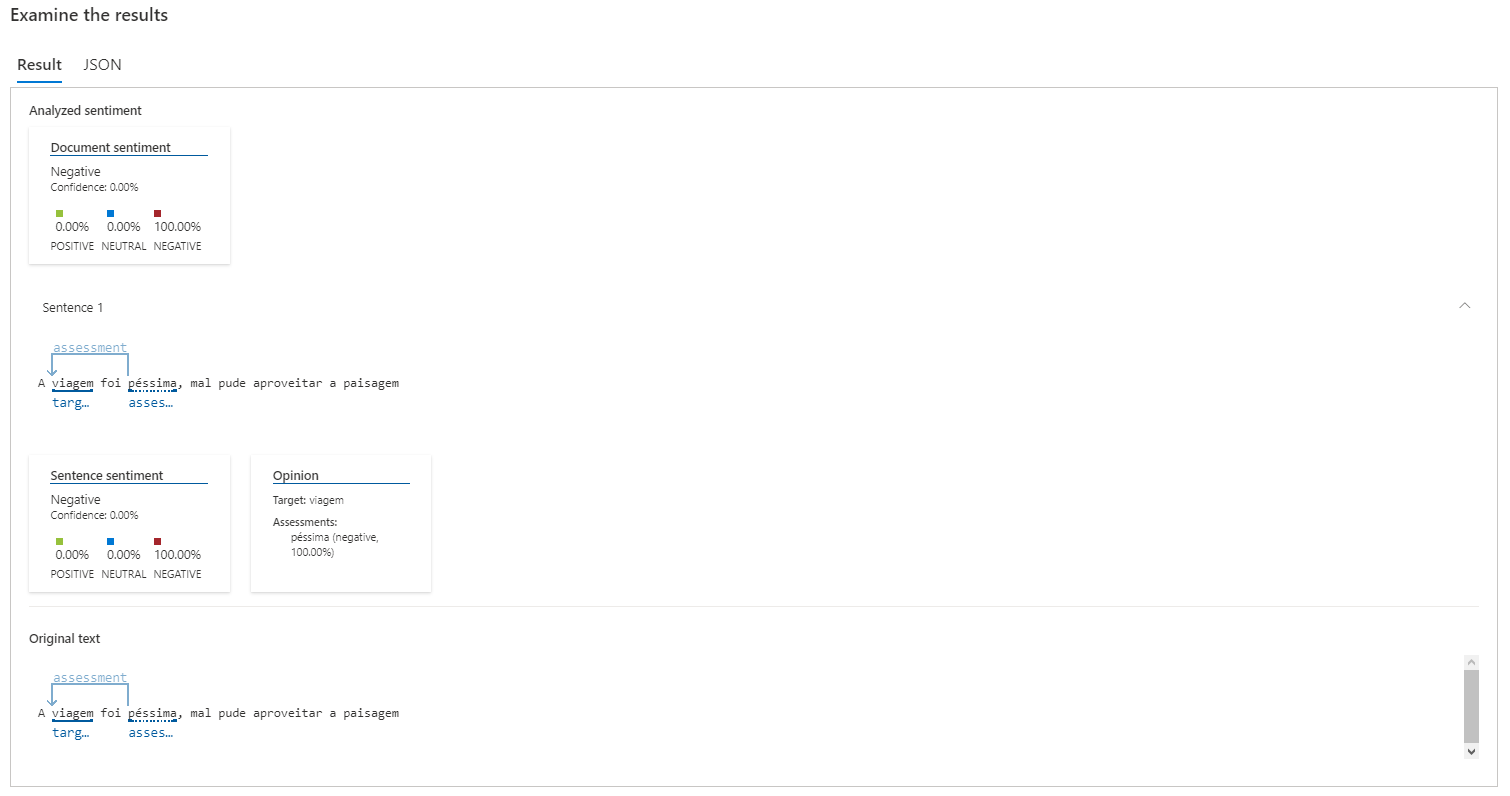 Examine the results
Result JSON
Analyzed sentiment
Document sentiment
Negative
Confidence: 0.00%
0.00% 0.00% 100.00%
POSITIVE NEUTRAL NEGATIVE
Sentence 1
assessment
A viagem foi péssima, mal pude aproveitar a paisagem
targ… asses…
Sentence sentiment
Negative
Confidence: 0.00%
0.00% 0.00% 100.00%
POSITIVE NEUTRAL NEGATIVE
Opinion
Target: viagem
Assessments:
péssima (negative,
100.00%)
Original text
assessment
A viagem foi péssima, mal pude aproveitar a paisagem
targ… asses…